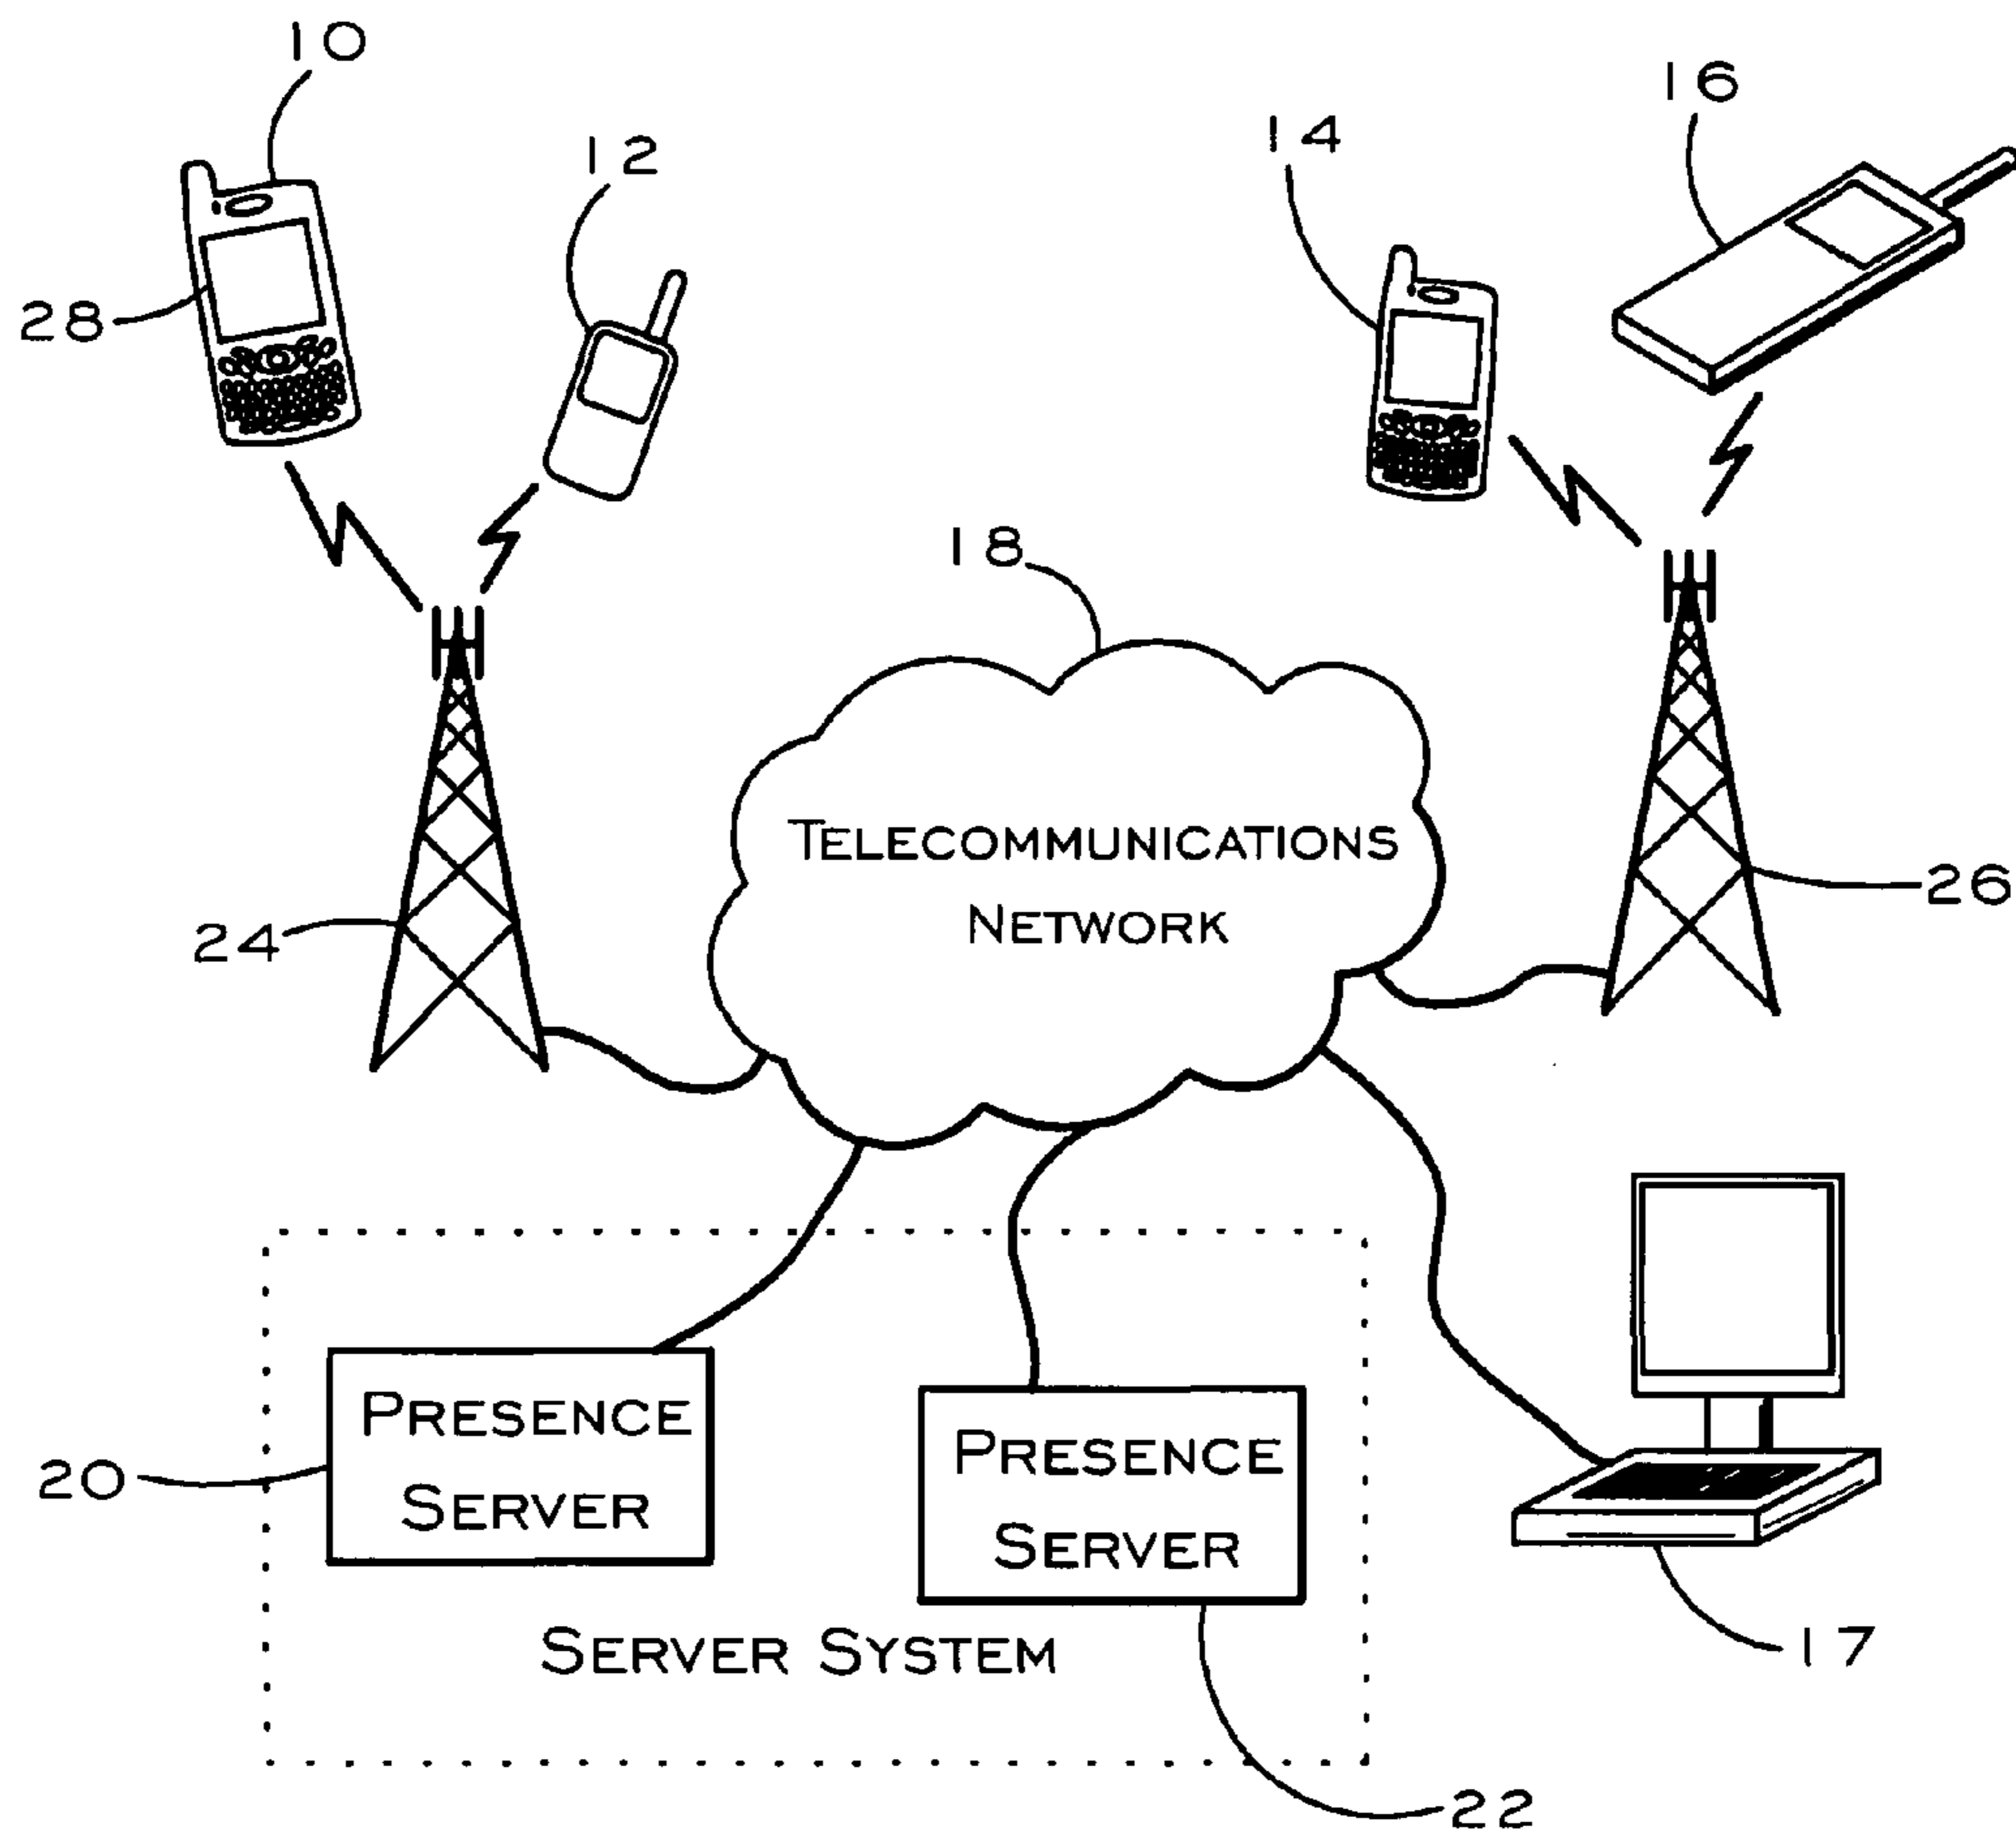 10
16
14
12
28
18
TELECOMMUNICATIONS
NETWORK
26
24
PRESENCE
SERVER
PRESENCE
SERVER
20
SERVER SYSTEM
17
22